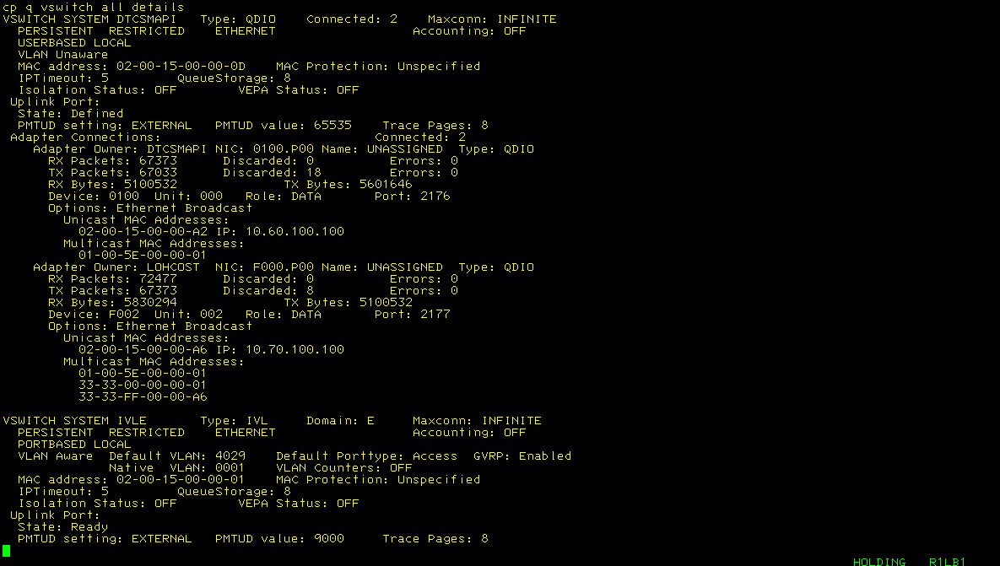 cp q vswitch all details
VSWITCH SYSTEM DTCSMAPI   Type: QDIO    Connected: 2    Maxconn: INFINITE
  PERSISTENT  RESTRICTED    ETHERNET                  Accounting: OFF
  USERBASED LOCAL
  VLAN Unaware
  MAC address: 02-00-15-00-00-0D    MAC Protection: Unspecified
  IPTimeout: 5         QueueStorage: 8
  Isolation Status: OFF        VEPA Status: OFF
 Uplink Port:
  State: Defined
  PMTUD setting: EXTERNAL   PMTUD value: 65535    Trace Pages: 8
 Adapter Connections:                            Connected: 2
    Adapter Owner: DTCSMAPI NIC: 0100.P00 Name: UNASSIGNED  Type: QDIO
      RX Packets: 67373      Discarded: 0          Errors: 0
      TX Packets: 67033      Discarded: 18         Errors: 0
      RX Bytes: 5100532              TX Bytes: 5601646
      Device: 0100  Unit: 000   Role: DATA       Port: 2176
      Options: Ethernet Broadcast
        Unicast MAC Addresses:
          02-00-15-00-00-A2 IP: 10.60.100.100
        Multicast MAC Addresses:
          01-00-5E-00-00-01
    Adapter Owner: LOHCOST  NIC: F000.P00 Name: UNASSIGNED  Type: QDIO
      RX Packets: 72477      Discarded: 0          Errors: 0
      TX Packets: 67373      Discarded: 8          Errors: 0
      RX Bytes: 5830294              TX Bytes: 5100532
      Device: F002  Unit: 002   Role: DATA       Port: 2177
      Options: Ethernet Broadcast
        Unicast MAC Addresses:
          02-00-15-00-00-A6 IP: 10.70.100.100
        Multicast MAC Addresses:
          01-00-5E-00-00-01
          33-33-00-00-00-01
          33-33-FF-00-00-A6
VSWITCH SYSTEM IVLE       Type: IVL     Domain: E     Maxconn: INFINITE
  PERSISTENT  RESTRICTED    ETHERNET                  Accounting: OFF
  PORTBASED LOCAL
  VLAN Aware  Default VLAN: 4029    Default Porttype: Access  GVRP: Enabled
              Native  VLAN: 0001    VLAN Counters: OFF
  MAC address: 02-00-15-00-00-01    MAC Protection: Unspecified
  IPTimeout: 5         QueueStorage: 8
  Isolation Status: OFF        VEPA Status: OFF
 Uplink Port:
  State: Ready
  PMTUD setting: EXTERNAL   PMTUD value: 9000     Trace Pages: 8
HOLDING   R1LB1